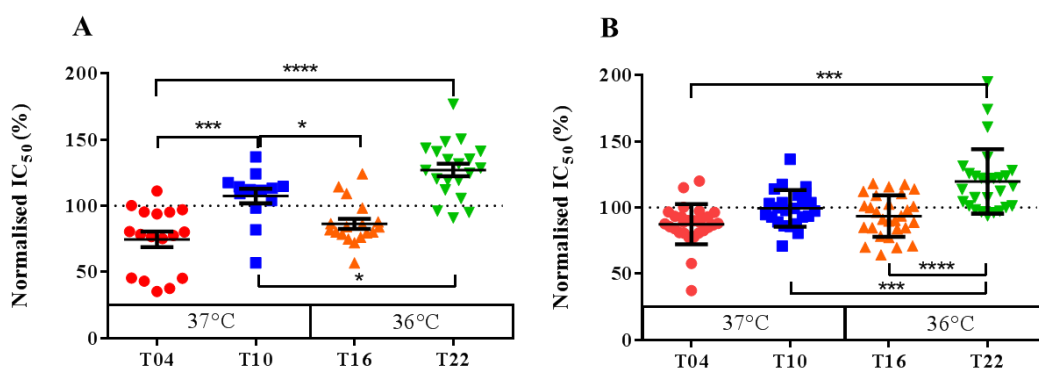 A
Normalised IC50 (%)
200
150
100
50
0
****
***
*
*
37°C
36°C
T04
T10
T16
T22
B
Normalised IC50 (%)
200
150
100
50
0
***
****
***
37°C
36°C
T04
T10
T16
T22